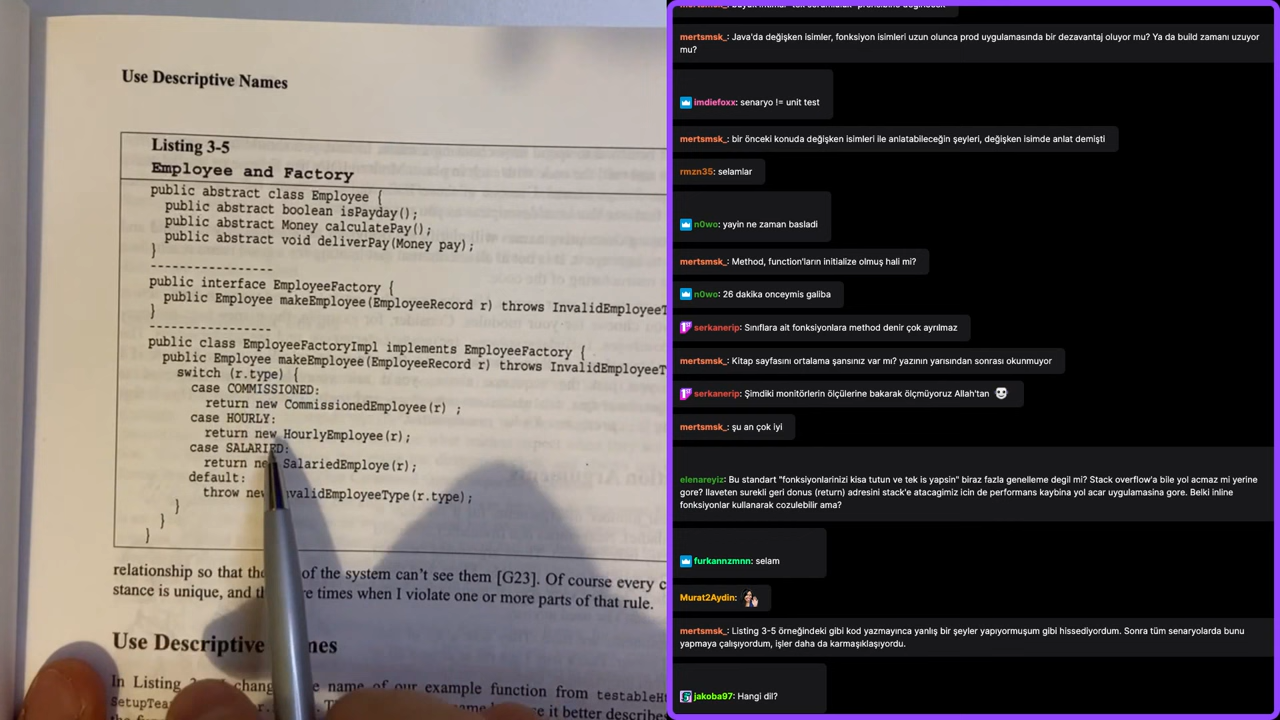 Use Descriptive Names
Listing 3-5
Employee and Factory
public abstract class Employee {
public abstract boolean isPayday();
public abstract Money calculatePay();
public abstract void deliverPay(Money pay);
}
-----------------
public interface EmployeeFactory {
public Employee makeEmployee(EmployeeRecord r) throws
}
-----------------
public class EmployeeFactoryImpl implements EmployeeFactory {
public Employee makeEmployee(EmployeeRecord r) throws
switch (r.type) {
case COMMISSIONED:
return new CommissionedEmployee(r) ;
case HOURLY:
return new HourlyEmployee(r);
case SALARIED:
return new SalariedEmploye(r);
default:
throw new InvalidEmployeeType(r.type);
}
}
}
relationship so that the of the system can't see them [G23]. Of course every
stance is unique, and times when I violate one or more parts of that rule.
Use Descriptive Names
In Listing name of our example function from
it better describes
mertsmsk_: Java'da değişken isimler, fonksiyon isimleri uzun olunca prod uygulamasında bir dezavantaj oluyor mu? Ya da build zamanı uzuyor
mu?
imdiefoxx: senaryo != unit test
mertsmsk_: bir önceki konuda değişken isimleri ile anlatabileceğin şeyleri, değişken isimde anlat demişti
rmzn35: selamlar
n0wo: yayin ne zaman basladi
mertsmsk_: Method, function'ların initialize olmuş hali mi?
n0wo: 26 dakika onceymis galiba
serkanerip: Sınıflara ait fonksiyonlara method denir çok ayrılmaz
mertsmsk_: Kitap sayfasını ortalama şansınız var mı? yazının yarısından sonrası okunmuyor
serkanerip: Şimdiki monitörlerin ölçülerine bakarak ölçmüyoruz Allah'tan
mertsmsk_: şu an çok iyi
elenareyiz: Bu standart "fonksiyonlarinizi kisa tutun ve tek is yapsin" biraz fazla genelleme degil mi? Stack overflow'a bile yol acmaz mi yerine
gore? Ilaveten surekli geri donus (return) adresini stack'e atacagimiz icin de performans kaybina yol acar uygulamasina gore. Belki inline
fonksiyonlar kullanarak cozulebilir ama?
furkannzmnn: selam
Murat2Aydin:
mertsmsk_: Listing 3-5 örneğindeki gibi kod yazmayınca yanlış bir şeyler yapıyormuşum gibi hissediyordum. Sonra tüm senaryolarda bunu
yapmaya çalışıyordum, işler daha da karmaşıklaşıyordu.
jakoba97: Hangi dil?